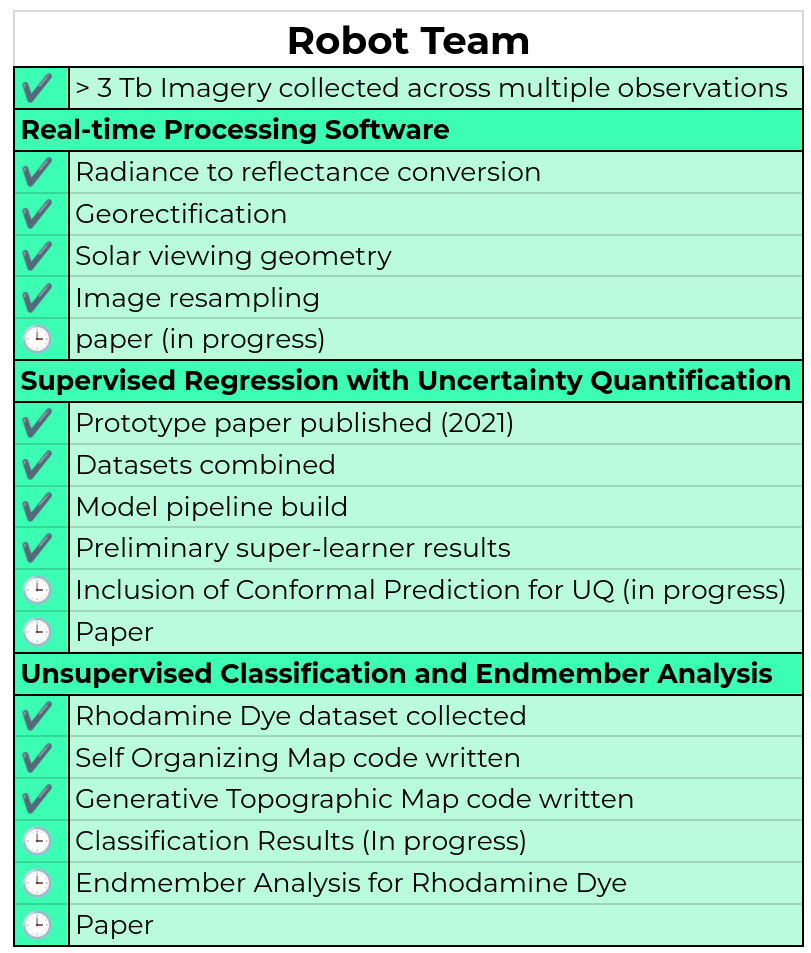 Robot Team
✔ > 3 Tb Imagery collected across multiple observations
Real-time Processing Software
✔ Radiance to reflectance conversion
✔ Georectification
✔ Solar viewing geometry
✔ Image resampling
🕒 paper (in progress)
Supervised Regression with Uncertainty Quantification
✔ Prototype paper published (2021)
✔ Datasets combined
✔ Model pipeline build
✔ Preliminary super-learner results
🕒 Inclusion of Conformal Prediction for UQ (in progress)
🕒 Paper
Unsupervised Classification and Endmember Analysis
✔ Rhodamine Dye dataset collected
✔ Self Organizing Map code written
✔ Generative Topographic Map code written
🕒 Classification Results (In progress)
🕒 Endmember Analysis for Rhodamine Dye
🕒 Paper